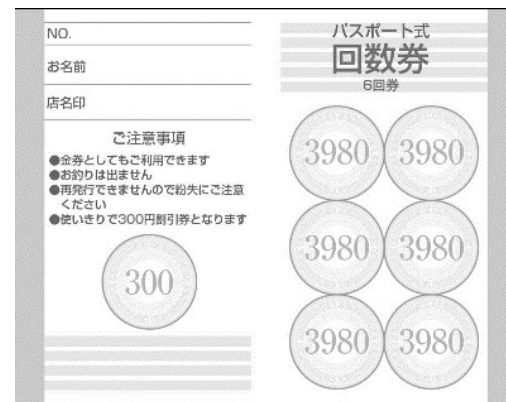 NO.
お名前
店名印
ご注意事項
●金券としてもご利用できます
●お釣りは出ません
●再発行できませんので紛失にご注意
ください
●使いきりで300円割引券となります
300
パスポート式
回数券
6回券
3980 3980
3980 3980
3980 3980